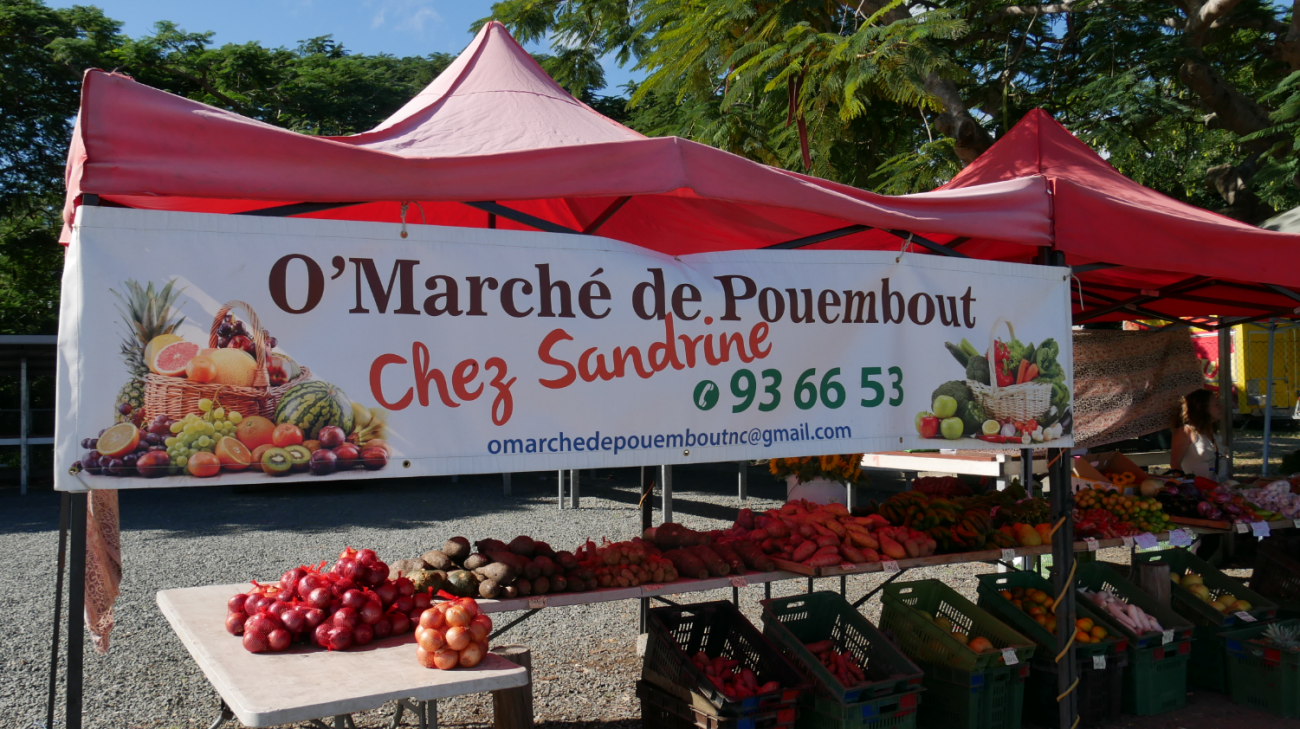 O'Marché de Pouembout
Chez Sandrine
93 66 53
omarchedepouemboutnc@gmail.com